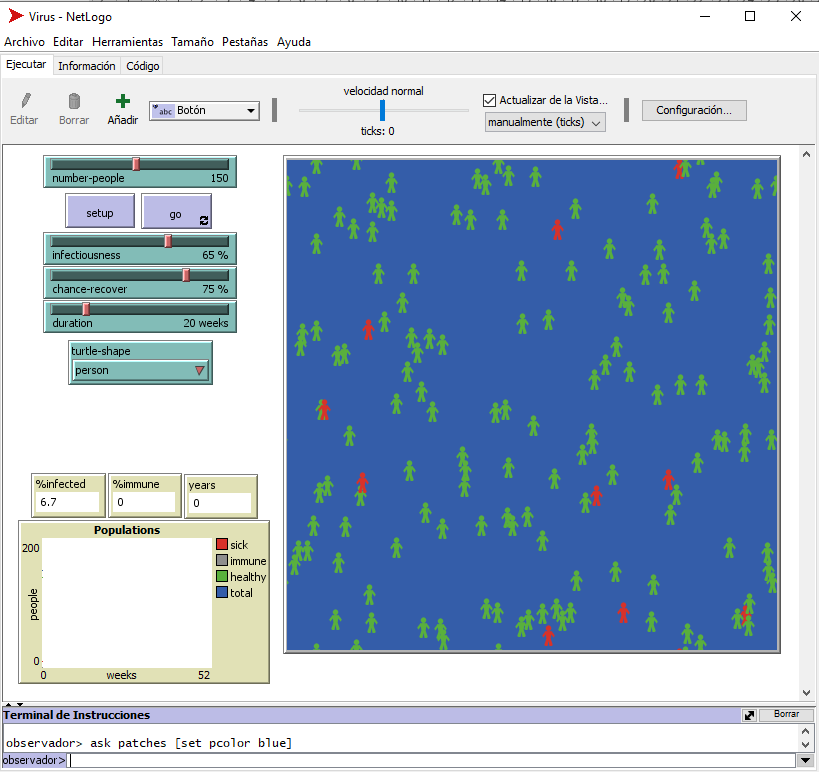 Virus - NetLogo
Archivo Editar Herramientas Tamaño Pestañas Ayuda
Ejecutar Información Código
Editar Borrar Añadir abc Botón
velocidad normal
ticks: 0
Actualizar de la Vista...
manualmente (ticks)
Configuración...
number-people 150
setup go
infectiousness 65 %
chance-recover 75 %
duration 20 weeks
turtle-shape
person
%infected %immune years
6.7 0 0
Populations
200
people
0
0 weeks 52
sick
immune
healthy
total
Terminal de Instrucciones Borrar
observador> ask patches [set pcolor blue]
observador>